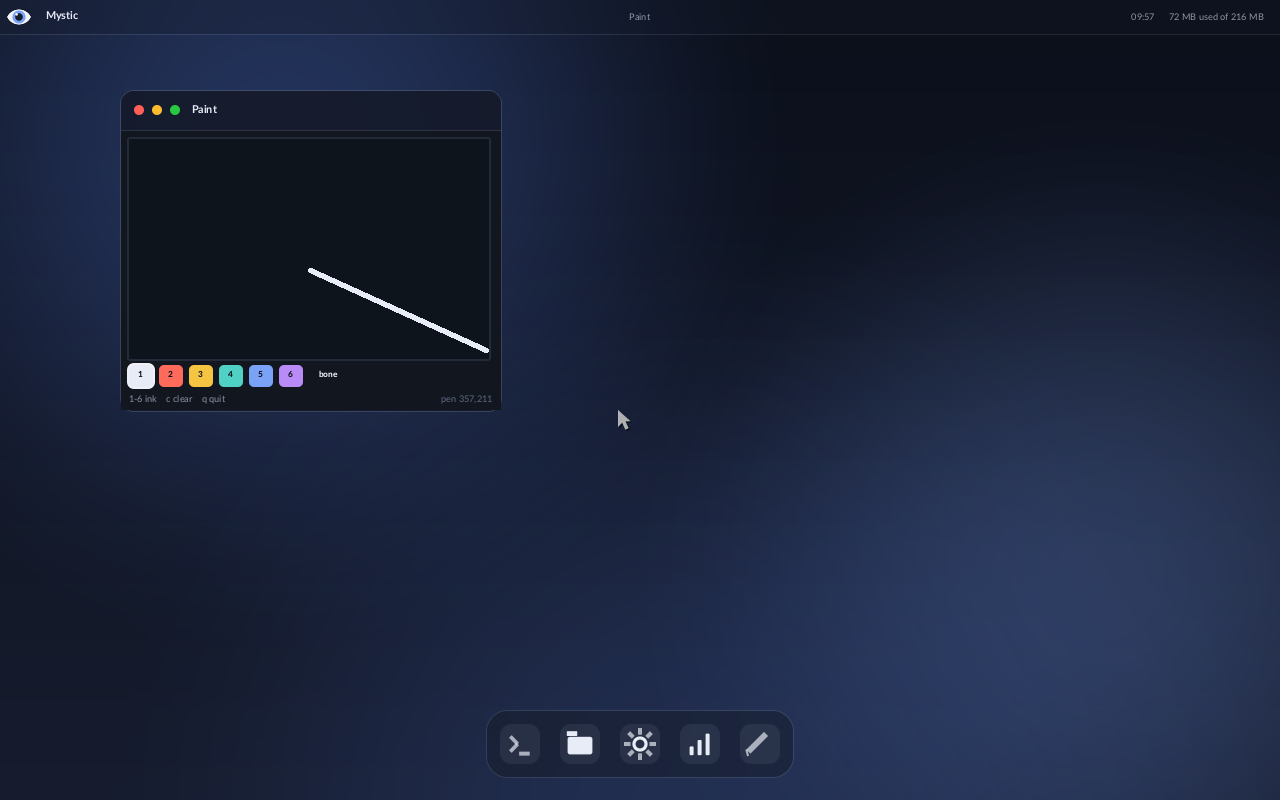 Mystic
Paint
09:57
72 MB used of 216 MB
Paint
1 2 3 4 5 6 bone
1-6 ink c clear q quit
pen 357,211